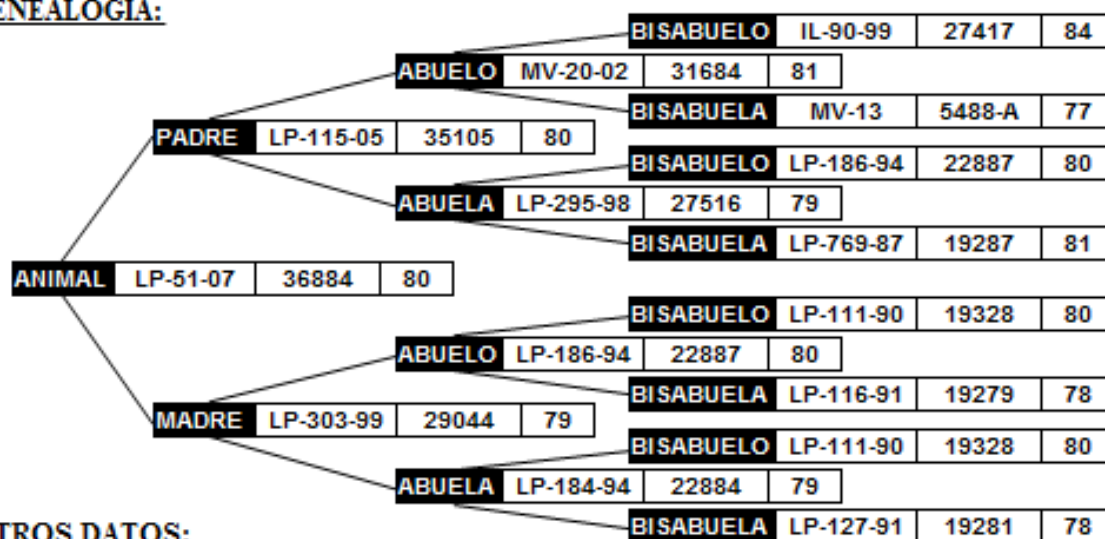 ENEALOGIA:
BISABUELO IL-90-99 27417 84
ABUELO MV-20-02 31684 81
BISABUELA MV-13 5488-A 77
PADRE LP-115-05 35105 80
BISABUELO LP-186-94 22887 80
ABUELA LP-295-98 27516 79
BISABUELA LP-769-87 19287 81
ANIMAL LP-51-07 36884 80
BISABUELO LP-111-90 19328 80
ABUELO LP-186-94 22887 80
BISABUELA LP-116-91 19279 78
MADRE LP-303-99 29044 79
BISABUELO LP-111-90 19328 80
ABUELA LP-184-94 22884 79
BISABUELA LP-127-91 19281 78
TROS DATOS: